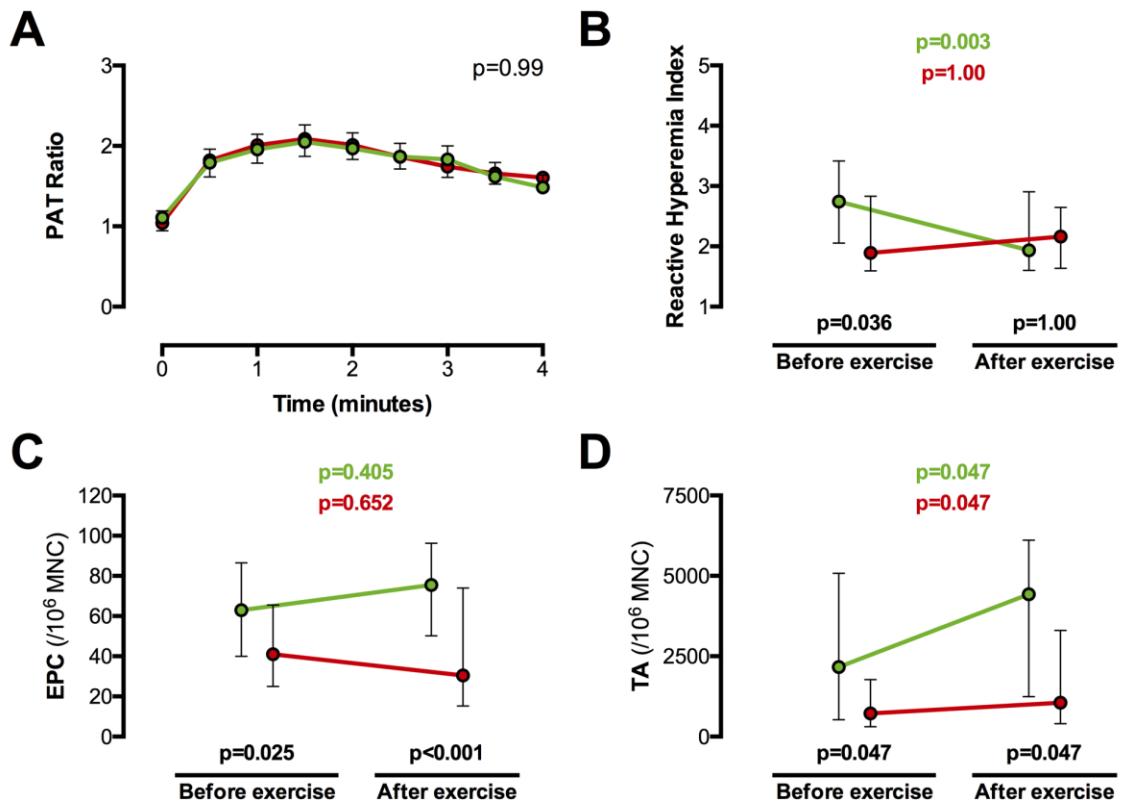 A
p=0.99
3
2
1
0
PAT Ratio
0 1 2 3 4
Time (minutes)
B
p=0.003
p=1.00
5
4
3
2
1
Reactive Hyperemia Index
p=0.036 p=1.00
Before exercise After exercise
C
p=0.405
p=0.652
120
100
80
60
40
20
0
EPC (/10⁶ MNC)
p=0.025 p<0.001
Before exercise After exercise
D
p=0.047
p=0.047
7500
5000
2500
0
TA (/10⁶ MNC)
p=0.047 p=0.047
Before exercise After exercise